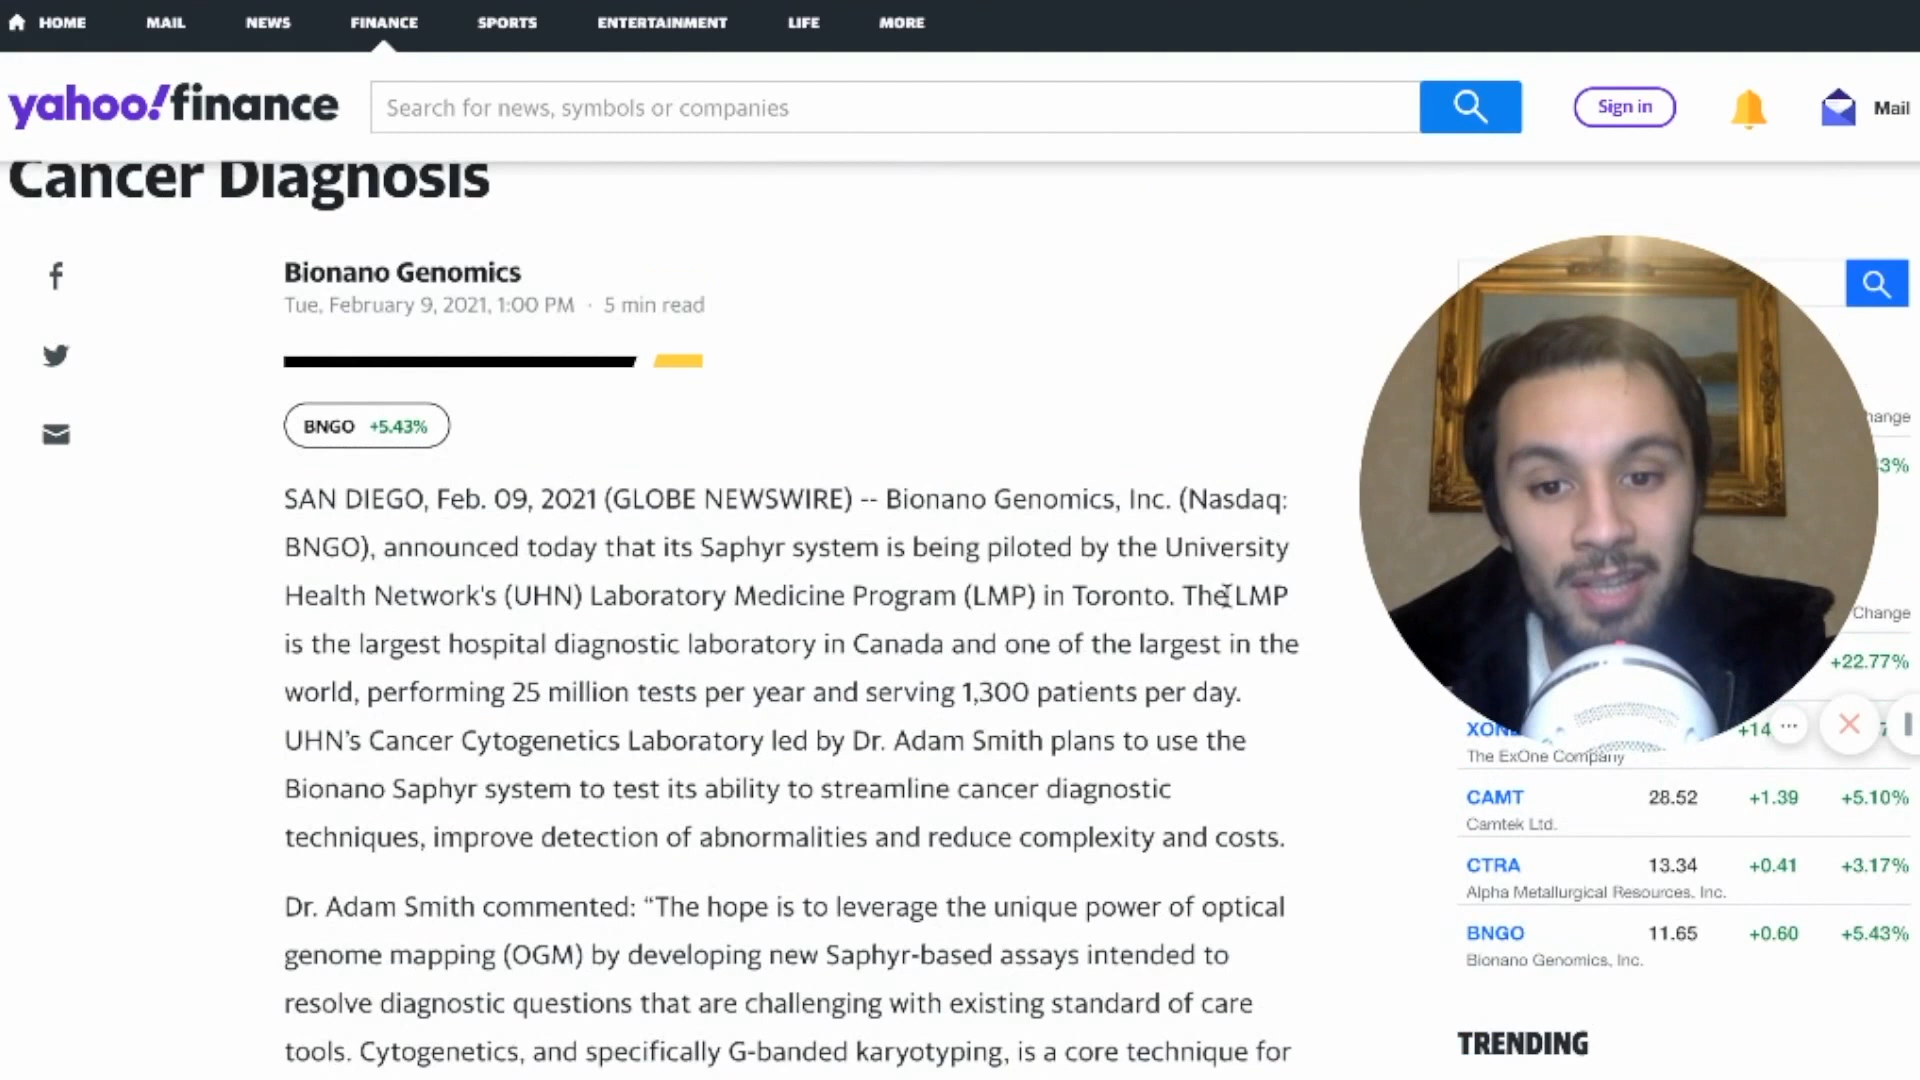 HOME MAIL NEWS FINANCE SPORTS ENTERTAINMENT LIFE MORE
yahoo!finance Search for news, symbols or companies Sign in Mail
Cancer Diagnosis
Bionano Genomics
Tue, February 9, 2021, 1:00 PM · 5 min read
BNGO +5.43%
SAN DIEGO, Feb. 09, 2021 (GLOBE NEWSWIRE) -- Bionano Genomics, Inc. (Nasdaq:
BNGO), announced today that its Saphyr system is being piloted by the University
Health Network's (UHN) Laboratory Medicine Program (LMP) in Toronto. The LMP
is the largest hospital diagnostic laboratory in Canada and one of the largest in the
world, performing 25 million tests per year and serving 1,300 patients per day.
UHN’s Cancer Cytogenetics Laboratory led by Dr. Adam Smith plans to use the
Bionano Saphyr system to test its ability to streamline cancer diagnostic
techniques, improve detection of abnormalities and reduce complexity and costs.
Dr. Adam Smith commented: “The hope is to leverage the unique power of optical
genome mapping (OGM) by developing new Saphyr-based assays intended to
resolve diagnostic questions that are challenging with existing standard of care
tools. Cytogenetics, and specifically G-banded karyotyping, is a core technique for
Change
+22.77%
The ExOne Company
CAMT 28.52 +1.39 +5.10%
Camtek Ltd.
CTRA 13.34 +0.41 +3.17%
Alpha Metallurgical Resources, Inc.
BNGO 11.65 +0.60 +5.43%
Bionano Genomics, Inc.
TRENDING